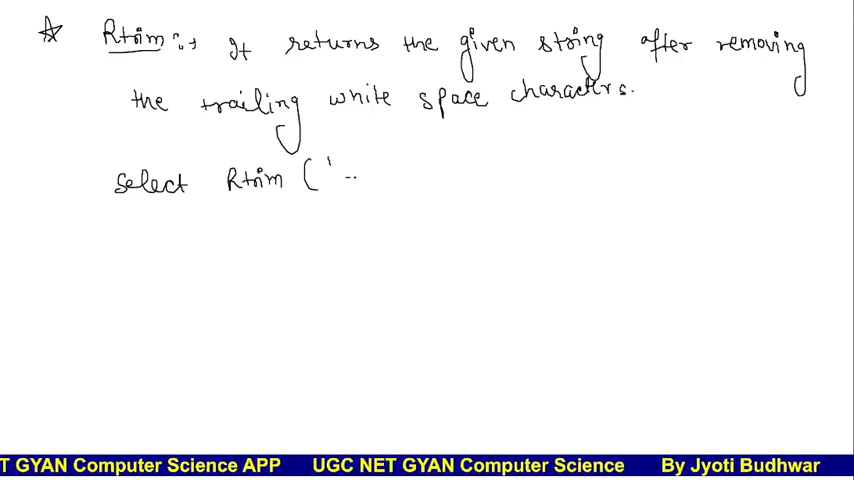 ☆ Rtrim :→ It returns the given string after removing
the trailing white space characters.
select Rtrim ( ' --
T GYAN Computer Science APP UGC NET GYAN Computer Science By Jyoti Budhwar